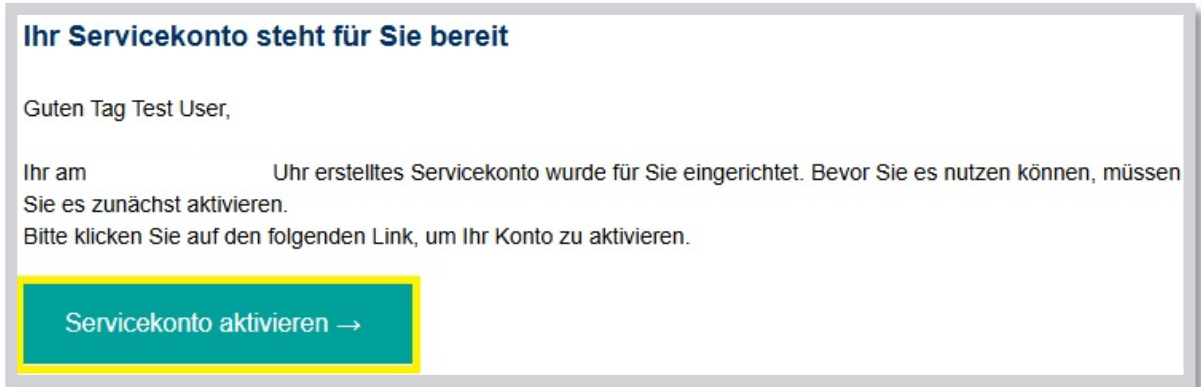 Ihr Servicekonto steht für Sie bereit
Guten Tag Test User,
Ihr am Uhr erstelltes Servicekonto wurde für Sie eingerichtet. Bevor Sie es nutzen können, müssen
Sie es zunächst aktivieren.
Bitte klicken Sie auf den folgenden Link, um Ihr Konto zu aktivieren.
Servicekonto aktivieren →